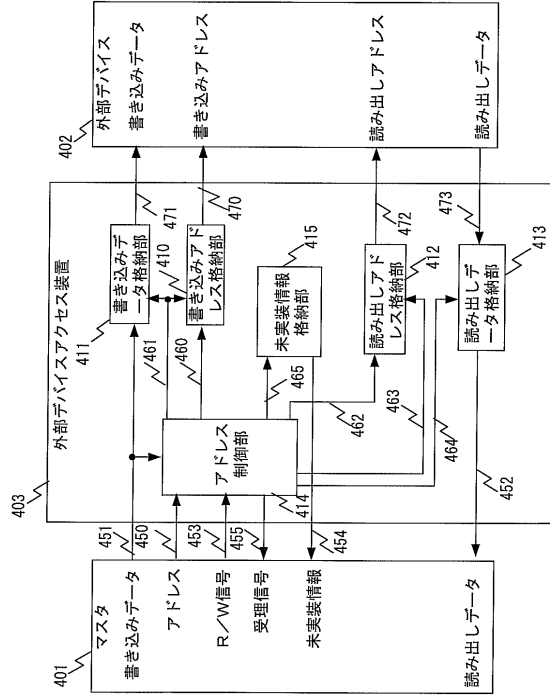 403
外部デバイスアクセス装置
401
マスタ
書き込みデータ
アドレス
R/W信号
受理信号
未実装情報
読み出しデータ
451
450
453
455
454
452
アドレス
制御部
414
461
460
465
462
463
464
411
書き込みデ
ータ格納部
410
書き込みアド
レス格納部
415
未実装情報
格納部
読み出しアド
レス格納部
412
読み出しデ
ータ格納部
413
471
470
472
473
402
外部デバイス
書き込みデータ
書き込みアドレス
読み出しアドレス
読み出しデータ